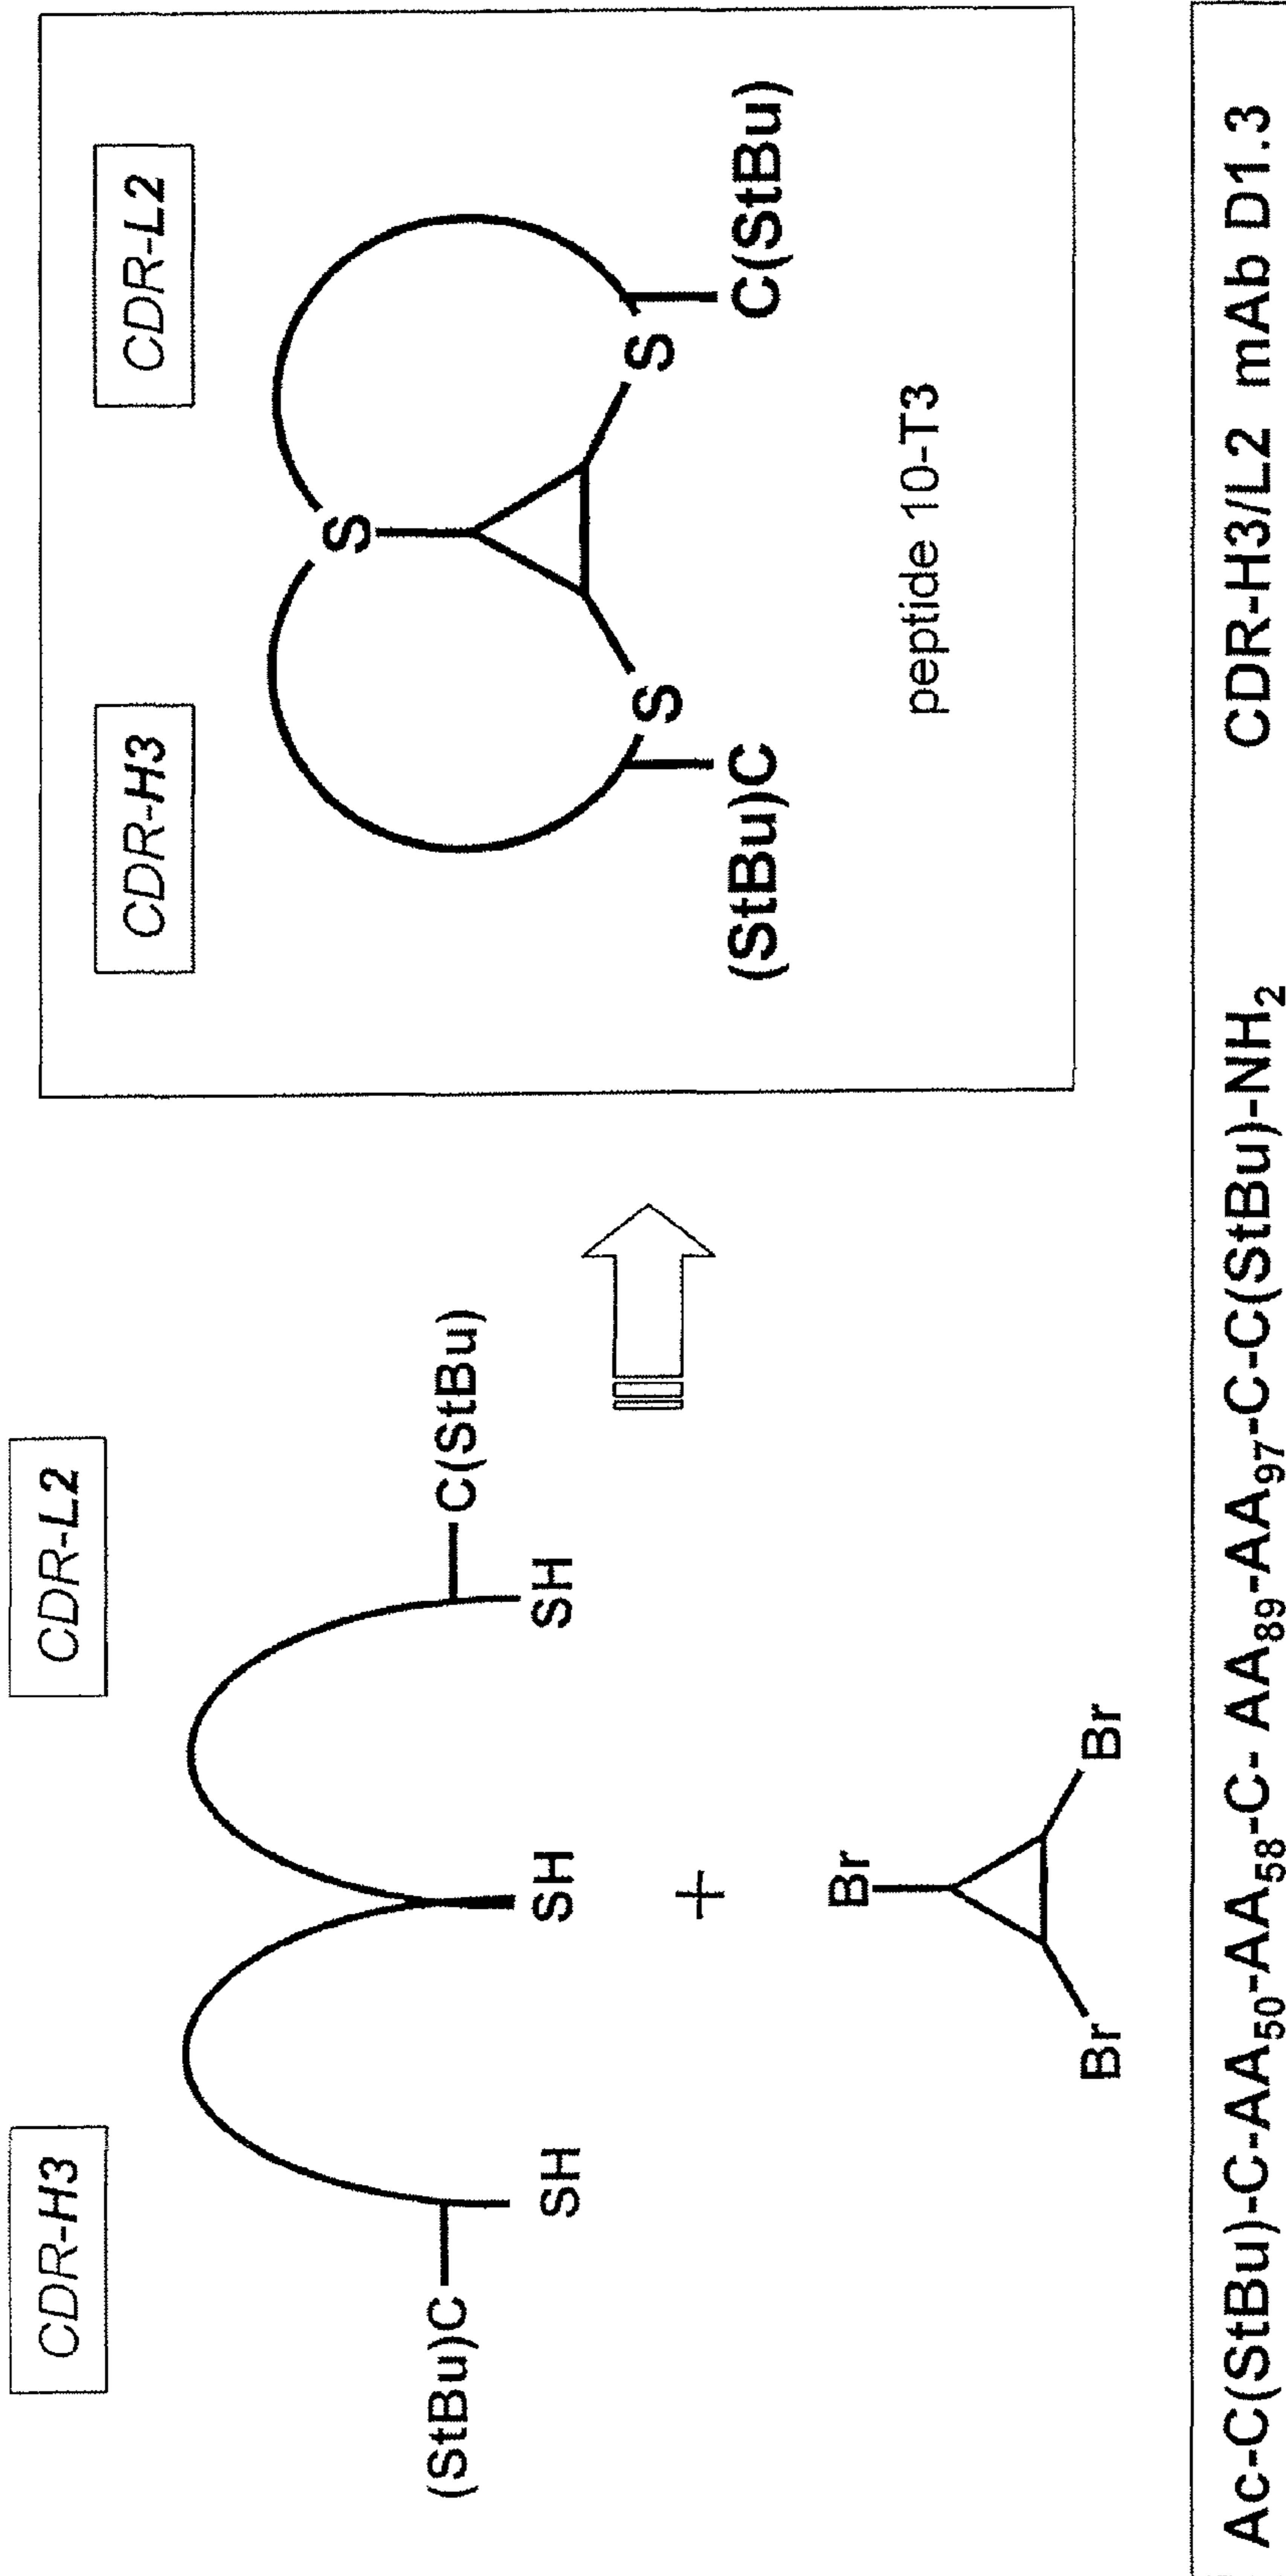 CDR-H3
CDR-L2
(StBu)C
C(StBu)
SH
SH
SH
+
Br
Br
Br
CDR-H3
CDR-L2
S
S
S
(StBu)C
C(StBu)
peptide 10-T3
Ac-C(StBu)-C-AA₅₀-AA₅₈-C- AA₈₉-AA₉₇-C-C(StBu)-NH₂ CDR-H3/L2 mAb D1.3